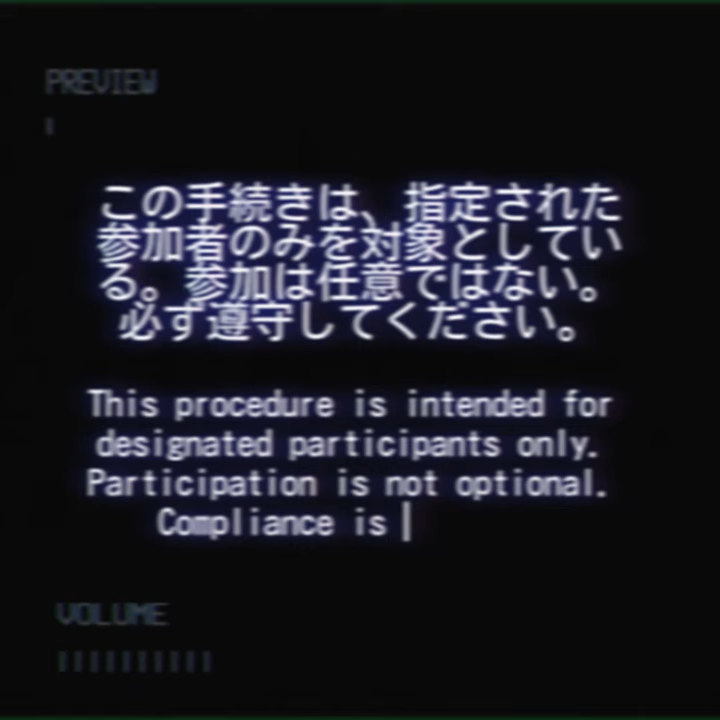 PREVIEW
この手続きは、指定された
参加者のみを対象としてい
る。参加は任意ではない。
必ず遵守してください。
This procedure is intended for
designated participants only.
Participation is not optional.
Compliance is
VOLUME